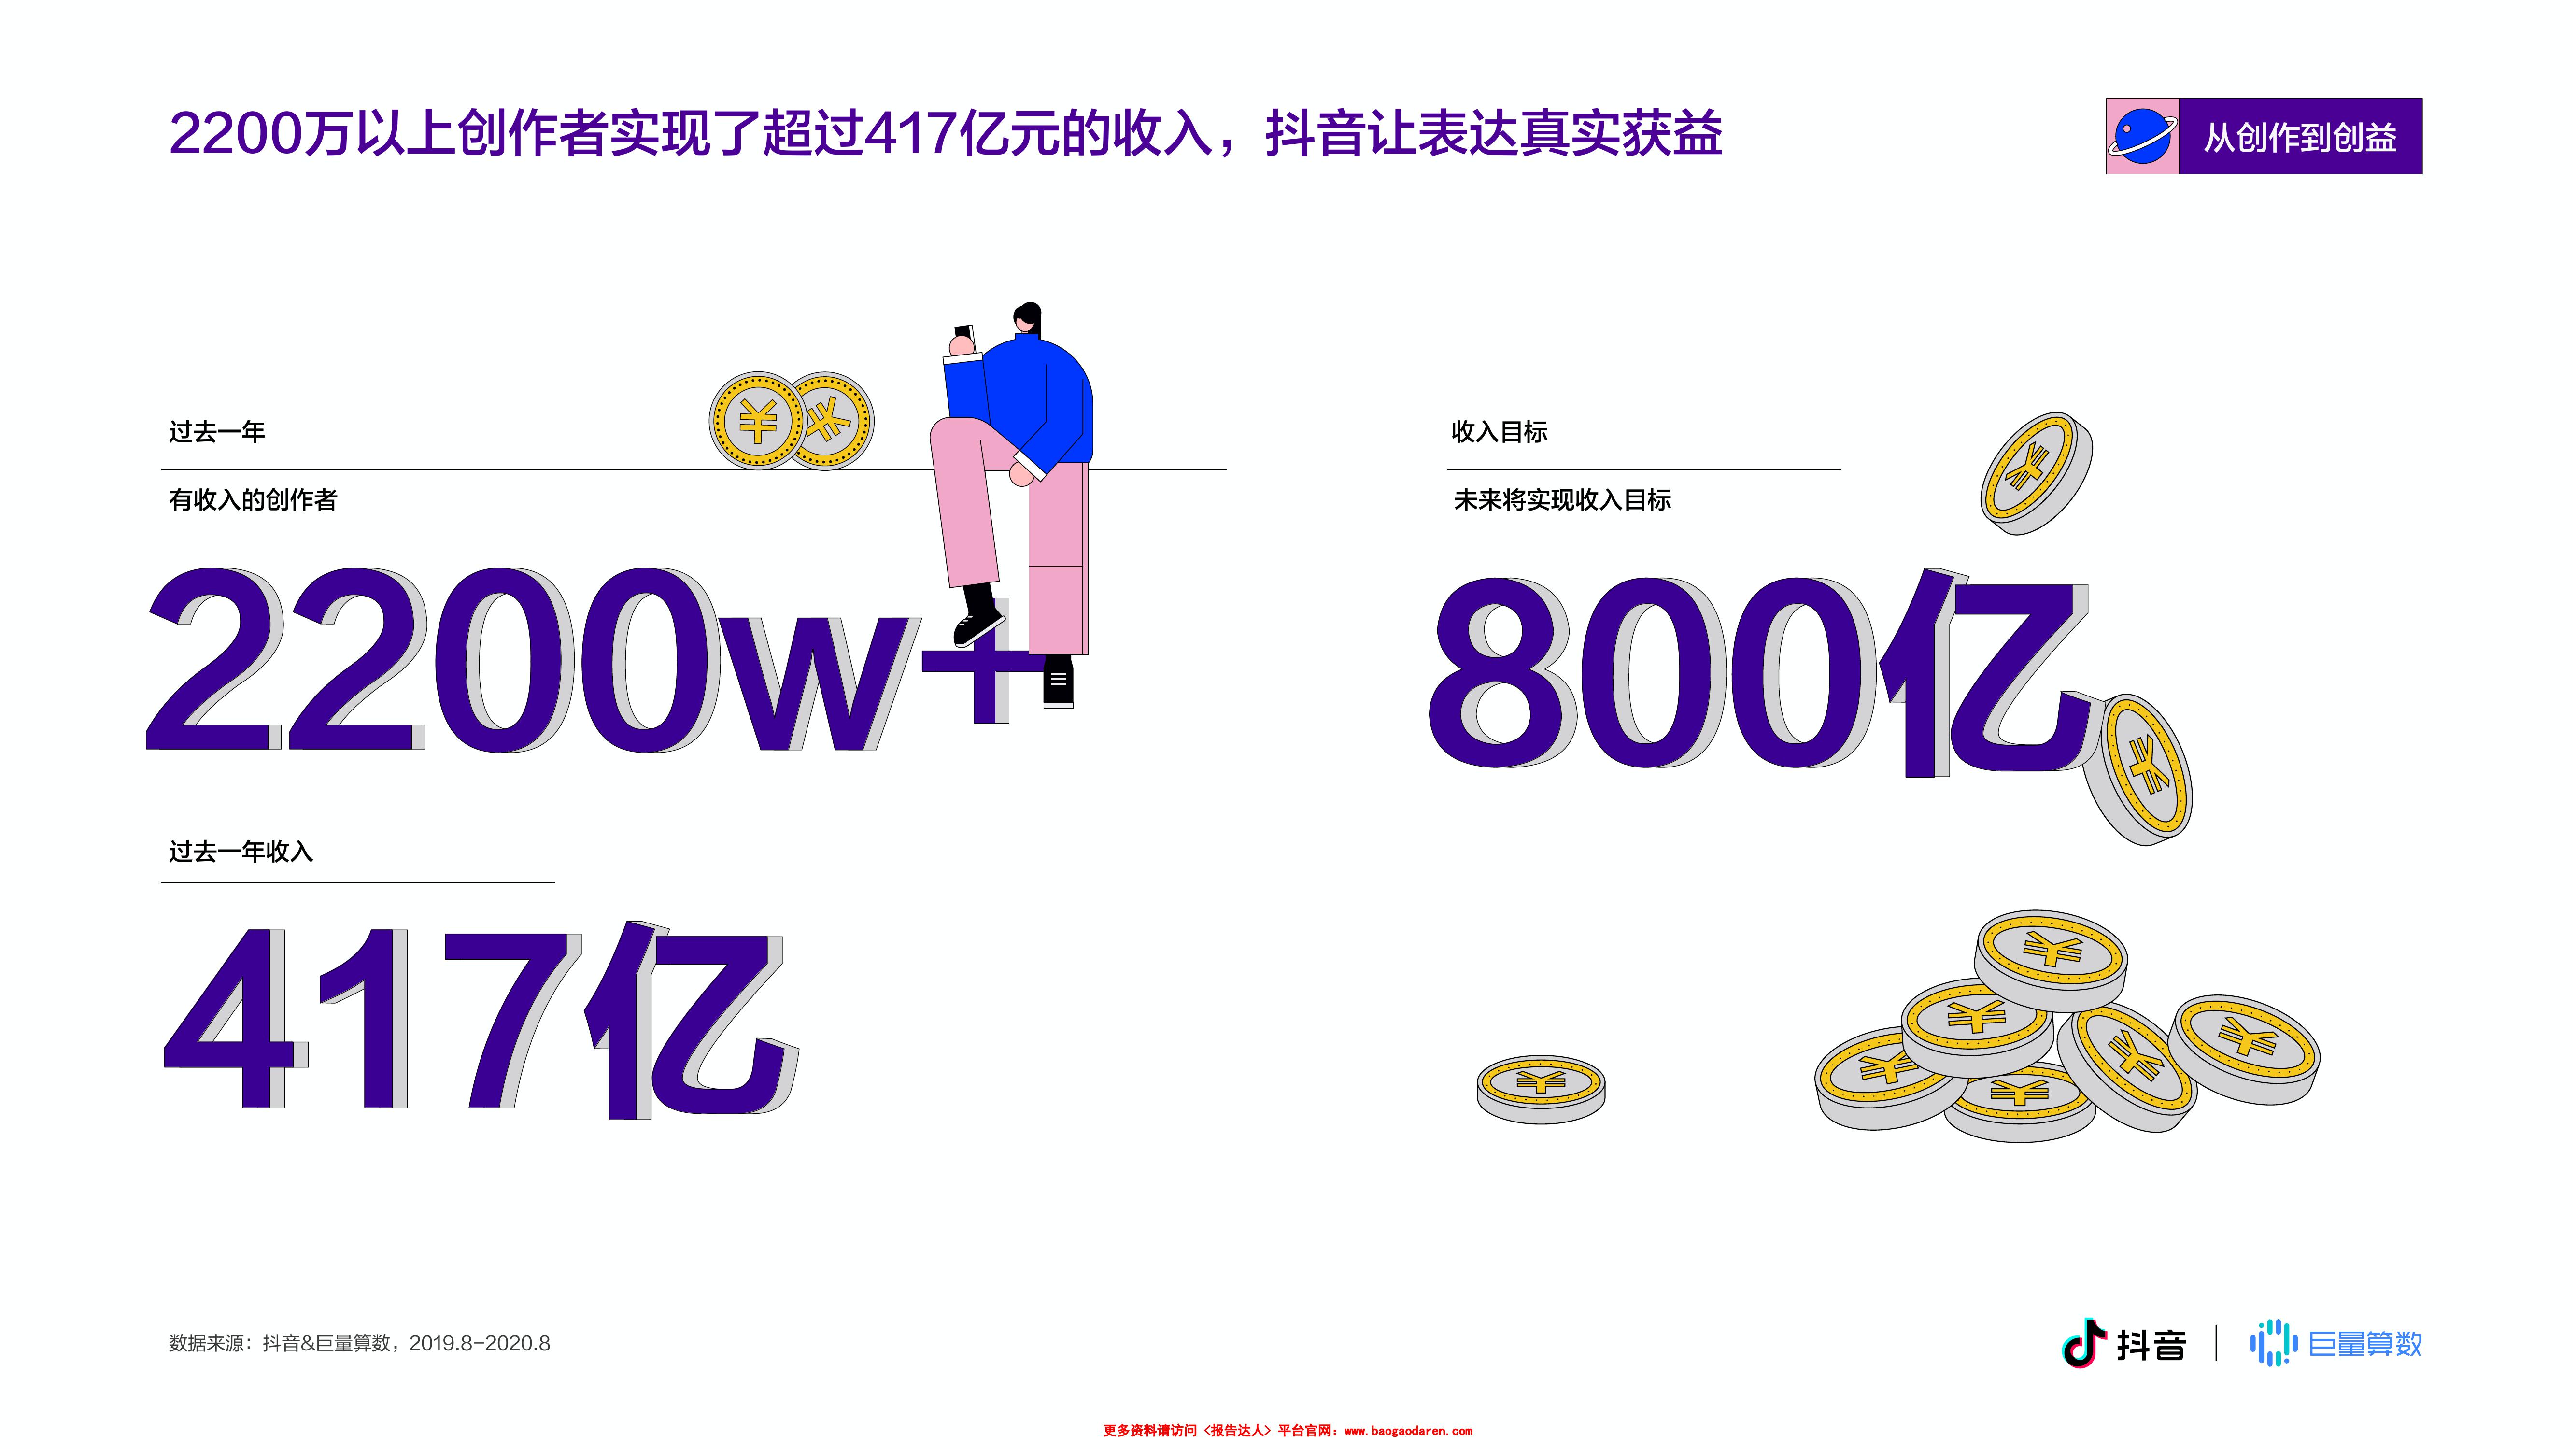 2200万以上创作者实现了超过417亿元的收入，抖音让表达真实获益
从创作到创益
过去一年
有收入的创作者
2200w+
过去一年收入
417亿
收入目标
未来将实现收入目标
800亿
数据来源：抖音&巨量算数，2019.8-2020.8
抖音
巨量算数
更多资料请访问《报告达人》平台官网：www.baogaodaren.com